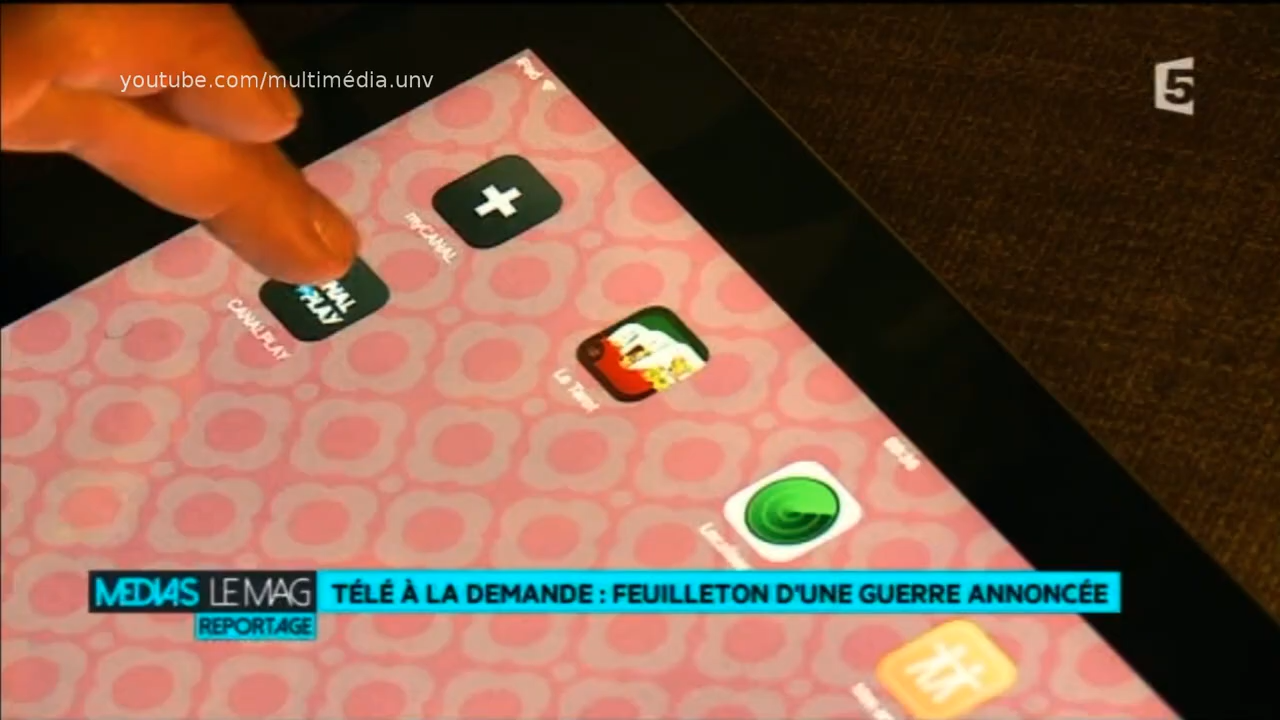 youtube.com/multimédia.unv
5
iPad
myCANAL
NAL
PLAY
CANALPLAY
Le Tarot
MEDIAS LE MAG
TÉLÉ À LA DEMANDE : FEUILLETON D'UNE GUERRE ANNONCÉE
REPORTAGE